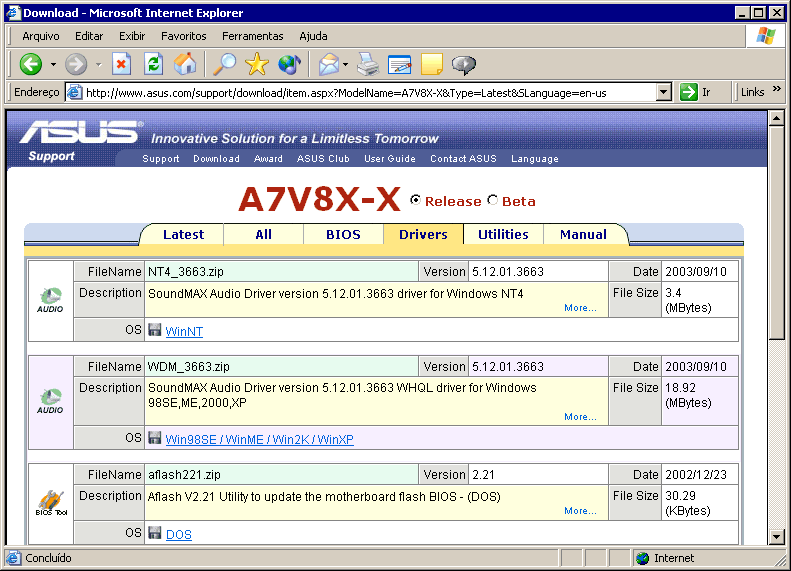 Download - Microsoft Internet Explorer
Arquivo Editar Exibir Favoritos Ferramentas Ajuda
Endereço http://www.asus.com/support/download/item.aspx?ModelName=A7V8X-X&Type=Latest&SLanguage=en-us Ir Links »
ASUS® Innovative Solution for a Limitless Tomorrow
Support Support Download Award ASUS Club User Guide Contact ASUS Language
A7V8X-X Release Beta
Latest All BIOS Drivers Utilities Manual
FileName NT4_3663.zip Version 5.12.01.3663 Date 2003/09/10
AUDIO Description SoundMAX Audio Driver version 5.12.01.3663 driver for Windows NT4 More... File Size 3.4
(MBytes)
OS WinNT
FileName WDM_3663.zip Version 5.12.01.3663 Date 2003/09/10
AUDIO Description SoundMAX Audio Driver version 5.12.01.3663 WHQL driver for Windows File Size 18.92
98SE,ME,2000,XP (MBytes)
More...
OS Win98SE / WinME / Win2K / WinXP
FileName aflash221.zip Version 2.21 Date 2002/12/23
BIOS Tool Description Aflash V2.21 Utility to update the motherboard flash BIOS - (DOS) More... File Size 30.29
(KBytes)
OS DOS
Concluído Internet